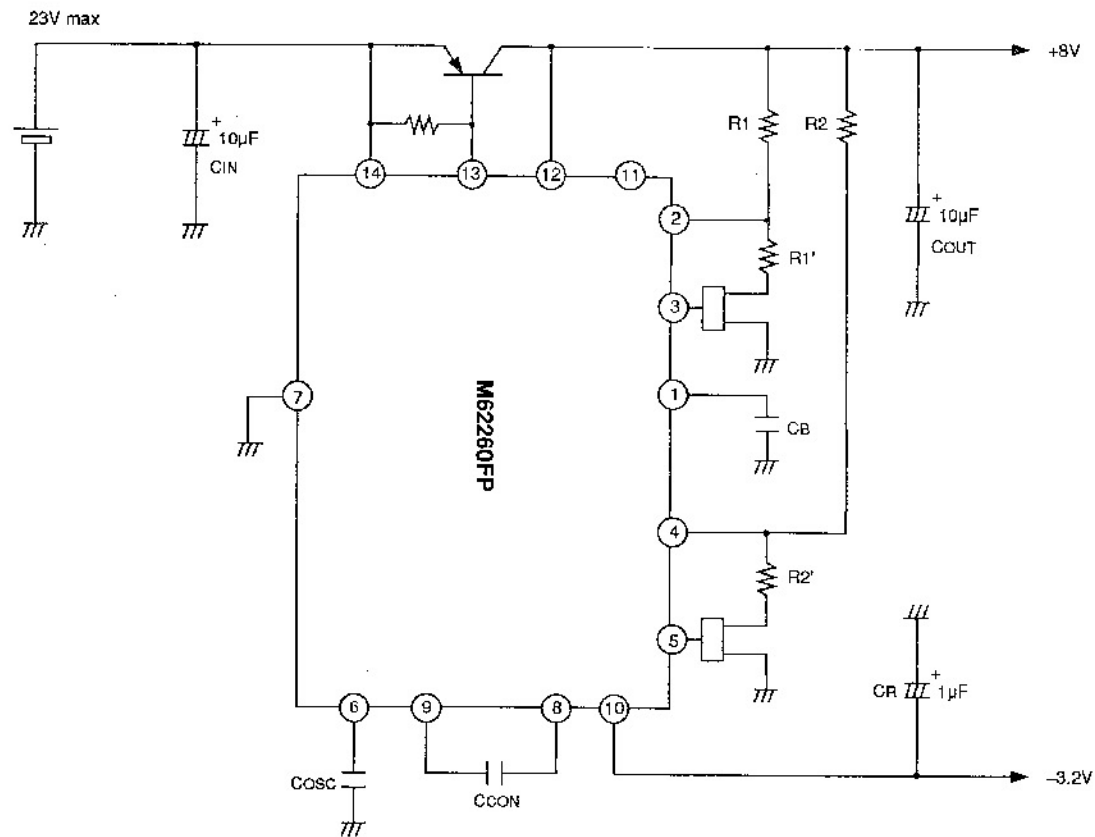 23V max
+8V
+
10μF
CIN
R1
R2
14
13
12
11
+
10μF
COUT
2
R1'
3
7
M62260FP
1
CB
4
R2'
5
CR
+
1μF
6
9
8
10
COSC
CCON
–3.2V